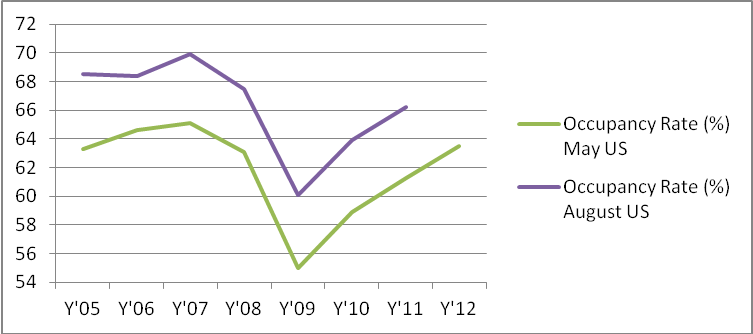 72
70
68
66
64
62
60
58
56
54
Y'05 Y'06 Y'07 Y'08 Y'09 Y'10 Y'11 Y'12
Occupancy Rate (%)
May US
Occupancy Rate (%)
August US